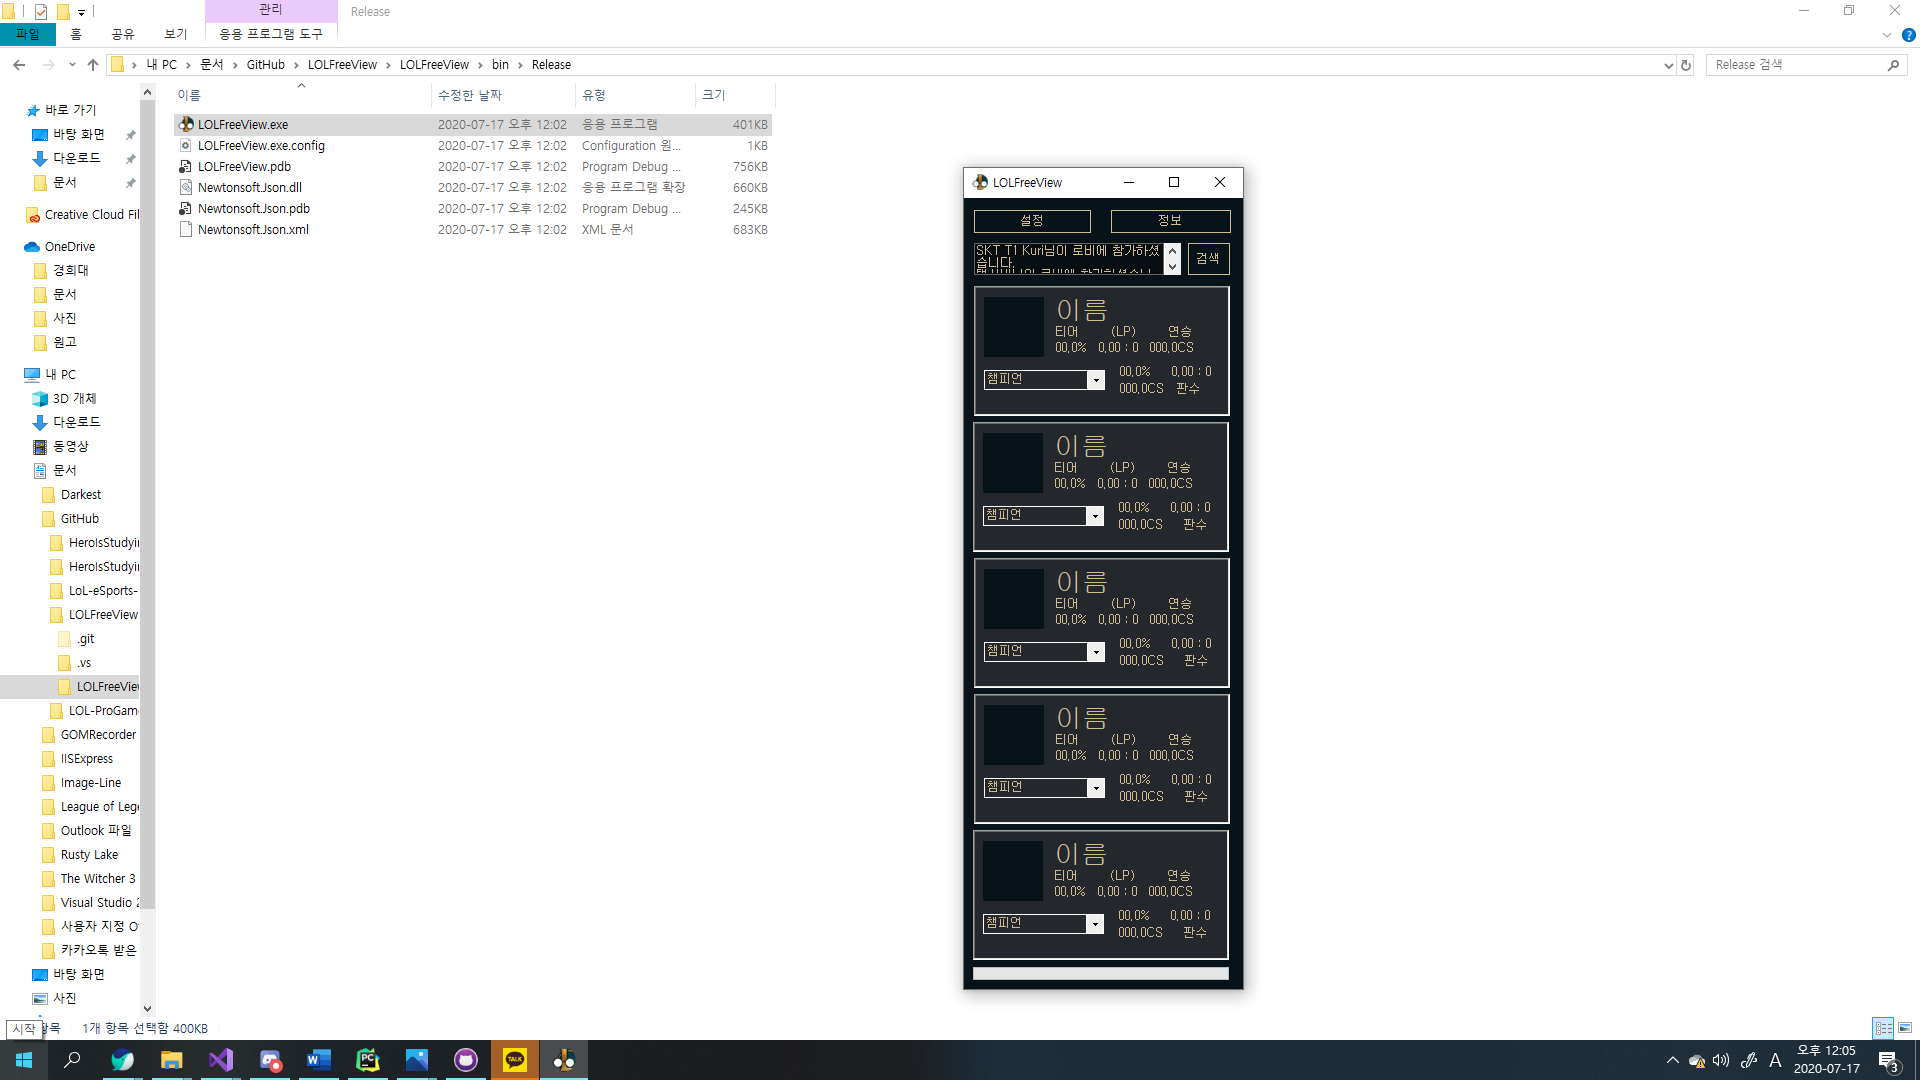 관리
Release
파일
홈
공유
보기
응용 프로그램 도구
내 PC
문서
GitHub
LOLFreeView
LOLFreeView
bin
Release
Release 검색
이름
수정한 날짜
유형
크기
LOLFreeView.exe 2020-07-17 오후 12:02 응용 프로그램 401KB
LOLFreeView.exe.config 2020-07-17 오후 12:02 Configuration 원... 1KB
LOLFreeView.pdb 2020-07-17 오후 12:02 Program Debug ... 756KB
Newtonsoft.Json.dll 2020-07-17 오후 12:02 응용 프로그램 확장 660KB
Newtonsoft.Json.pdb 2020-07-17 오후 12:02 Program Debug ... 245KB
Newtonsoft.Json.xml 2020-07-17 오후 12:02 XML 문서 683KB
바로 가기
바탕 화면
다운로드
문서
Creative Cloud Fil
OneDrive
경희대
문서
사진
원고
내 PC
3D 개체
다운로드
동영상
문서
Darkest
GitHub
HeroIsStudyi
HeroIsStudyi
LoL-eSports-
LOLFreeView
.git
.vs
LOLFreeVie
LOL-ProGam
GOMRecorder
IISExpress
Image-Line
League of Lege
Outlook 파일
Rusty Lake
The Witcher 3
Visual Studio 2
사용자 지정 O
카카오톡 받은
바탕 화면
사진
시작
항목
1개 항목 선택함 400KB
LOLFreeView
설정
정보
SKT T1 Kuri님이 로비에 참가하셨
습니다.
검색
이름
티어 (LP) 연승
00.0% 0.00 : 0 000.0CS
챔피언
00.0% 0.00 : 0
000.0CS 판수
이름
티어 (LP) 연승
00.0% 0.00 : 0 000.0CS
챔피언
00.0% 0.00 : 0
000.0CS 판수
이름
티어 (LP) 연승
00.0% 0.00 : 0 000.0CS
챔피언
00.0% 0.00 : 0
000.0CS 판수
이름
티어 (LP) 연승
00.0% 0.00 : 0 000.0CS
챔피언
00.0% 0.00 : 0
000.0CS 판수
이름
티어 (LP) 연승
00.0% 0.00 : 0 000.0CS
챔피언
00.0% 0.00 : 0
000.0CS 판수
TALK
A
오후 12:05
2020-07-17
3